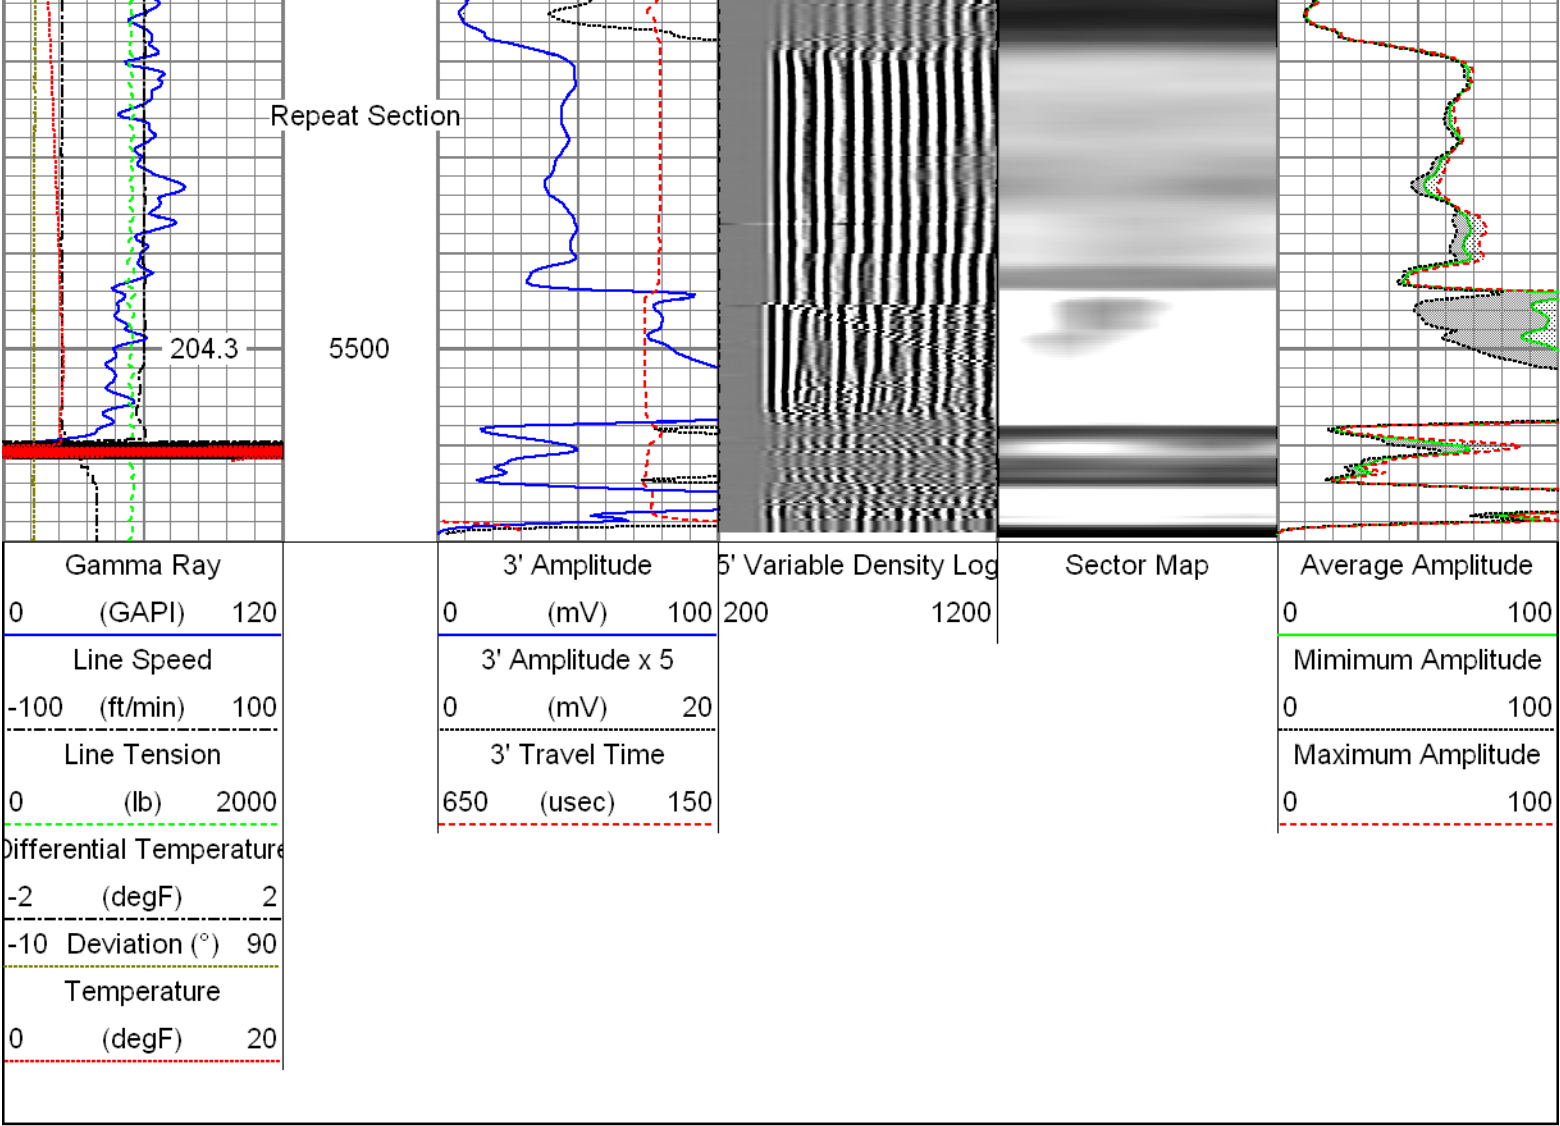 Repeat Section
204.3
5500
Gamma Ray
0 (GAPI) 120
Line Speed
-100 (ft/min) 100
Line Tension
0 (lb) 2000
Differential Temperature
-2 (degF) 2
-10 Deviation (°) 90
Temperature
0 (degF) 20
3' Amplitude
0 (mV) 100
3' Amplitude x 5
0 (mV) 20
3' Travel Time
650 (usec) 150
5' Variable Density Log
200 1200
Sector Map
Average Amplitude
0 100
Mimimum Amplitude
0 100
Maximum Amplitude
0 100